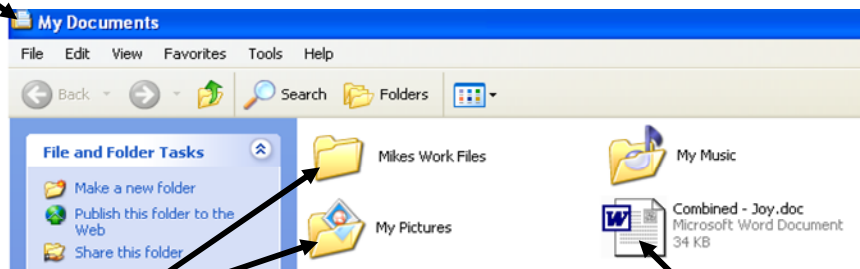 My Documents
File Edit View Favorites Tools Help
Back Search Folders
File and Folder Tasks
Make a new folder
Publish this folder to the
Web
Share this folder
Mikes Work Files
My Music
My Pictures
W
Combined - Joy.doc
Microsoft Word Document
34 KB